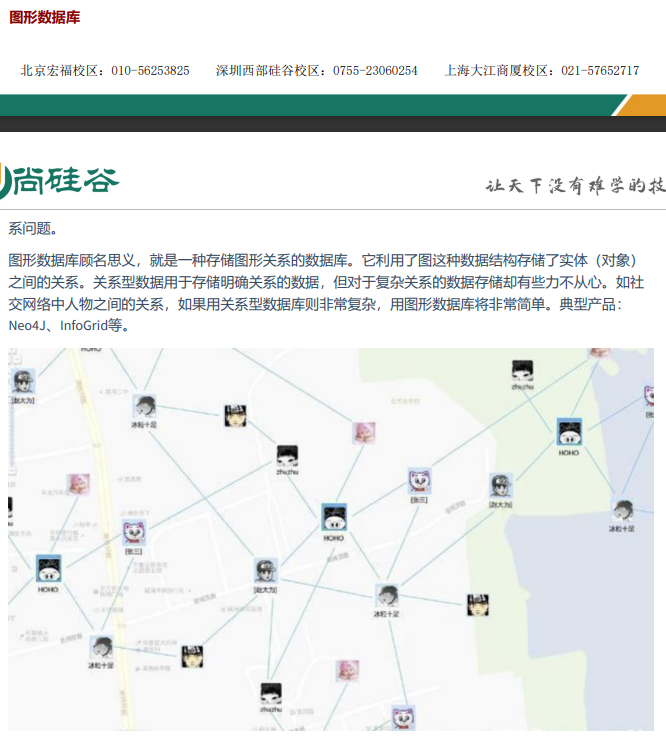 图形数据库
北京宏福校区：010-56253825 深圳西部硅谷校区：0755-23060254 上海大江商厦校区：021-57652717
尚硅谷
让天下没有难学的技
系问题。
图形数据库顾名思义，就是一种存储图形关系的数据库。它利用了图这种数据结构存储了实体（对象）
之间的关系。关系型数据用于存储明确关系的数据，但对于复杂关系的数据存储却有些力不从心。如社
交网络中人物之间的关系，如果用关系型数据库则非常复杂，用图形数据库将非常简单。典型产品：
Neo4J、InfoGrid等。
HOHO
zhuzhu
[赵大为]
冰粒十足
HOHO
zhuzhu
[张三]
[赵大为]
冰粒十足
HOHO
[张三]
HOHO
[赵大为]
冰粒十足
冰粒十足
zhuzhu